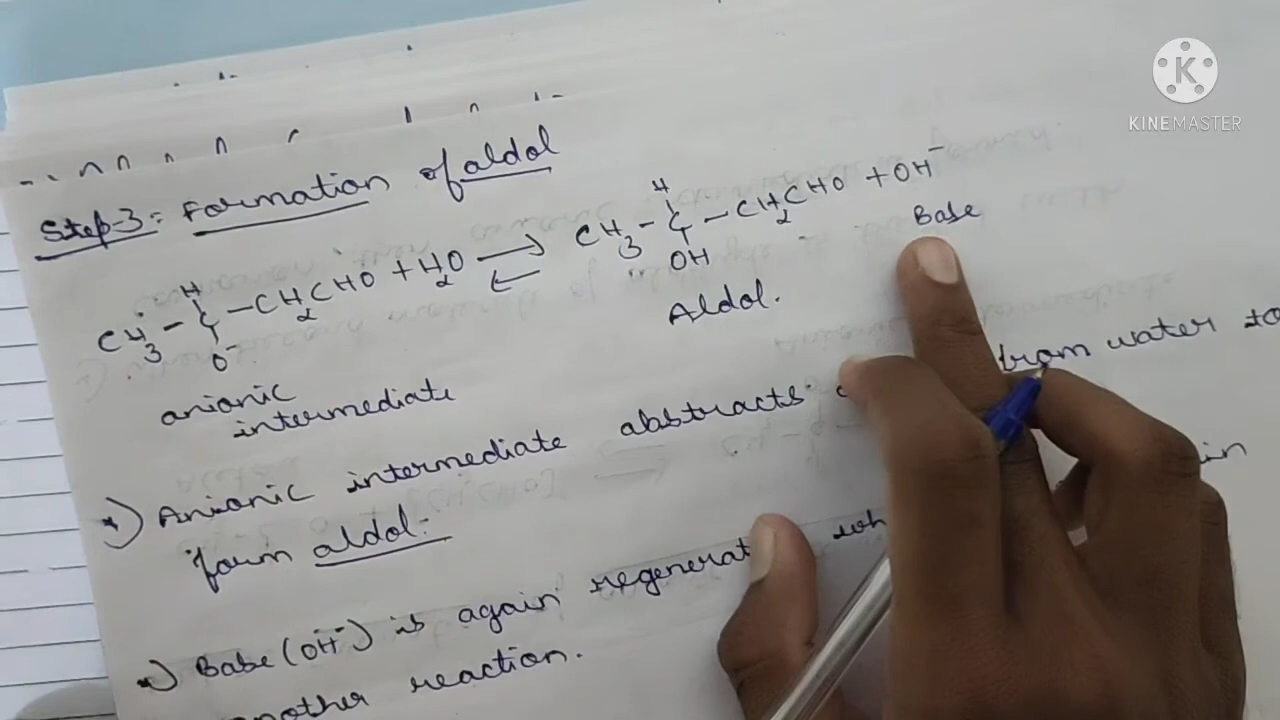 Step-3: Formation of aldol
CH3 - C - CH2CHO + H2O ⇌ CH3 - C - CH2CHO + OH⁻
H
O⁻
H
OH
Base
anionic
intermediate
Aldol.
Anionic intermediate abstracts from water to
form aldol:-
Base (OH⁻) is again in
another reaction.
KINEMASTER